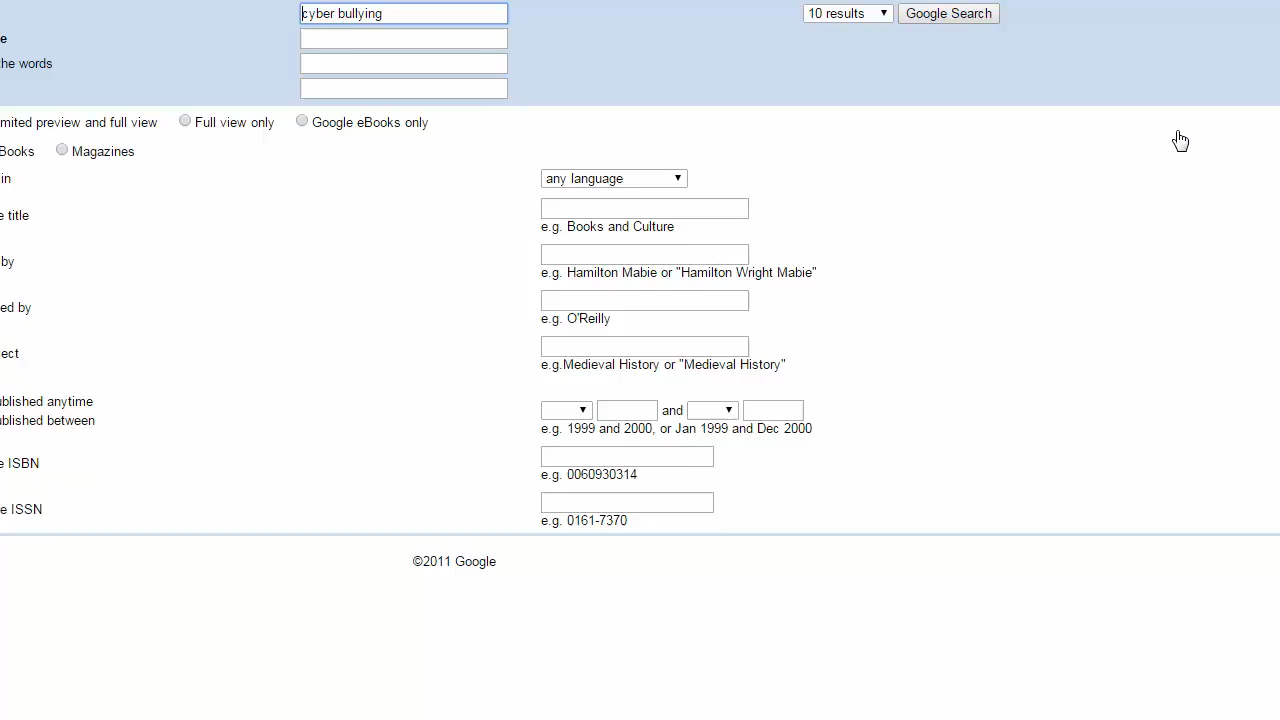 cyber bullying 10 results Google Search
e
the words
mited preview and full view Full view only Google eBooks only
Books Magazines
in any language
e title
e.g. Books and Culture
by
e.g. Hamilton Mabie or "Hamilton Wright Mabie"
ed by
e.g. O'Reilly
ect
e.g.Medieval History or "Medieval History"
ublished anytime
ublished between and
e.g. 1999 and 2000, or Jan 1999 and Dec 2000
e ISBN
e.g. 0060930314
e ISSN
e.g. 0161-7370
©2011 Google